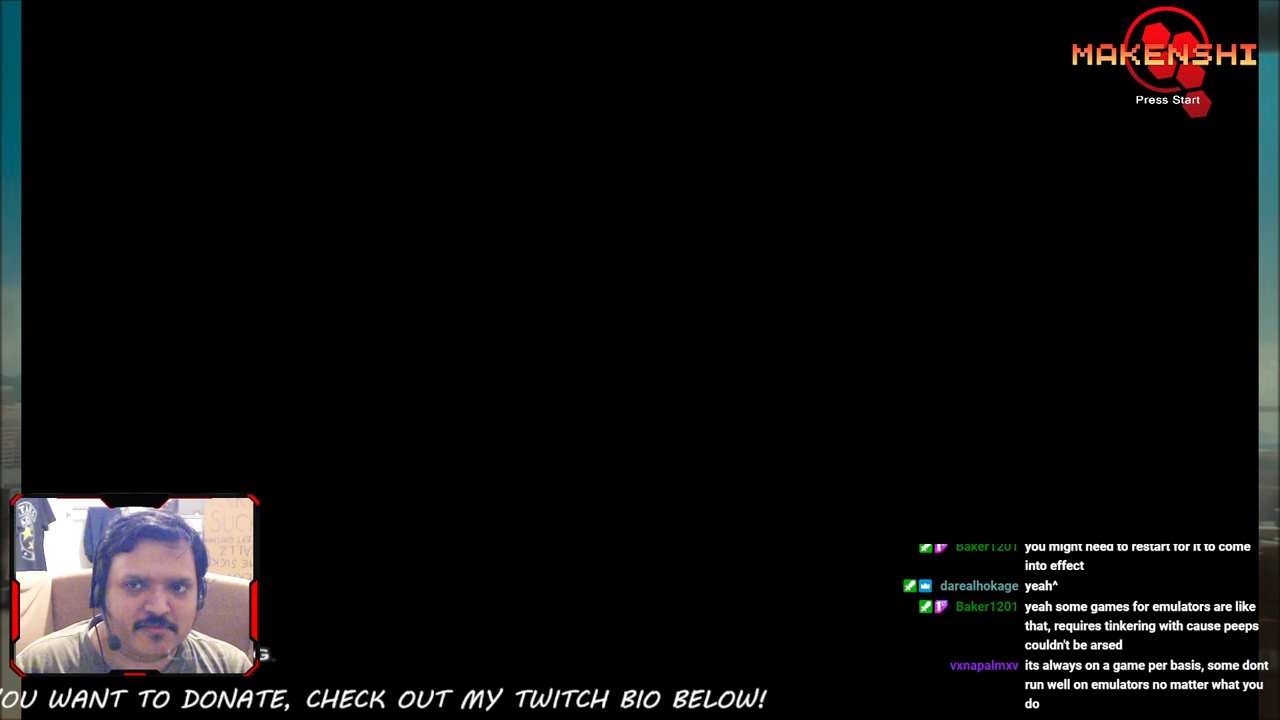 MAKENSHI
Press Start
Baker1201 you might need to restart for it to come
into effect
darealhokage yeah^
Baker1201 yeah some games for emulators are like
that, requires tinkering with cause peeps
couldn't be arsed
vxnapalmxv its always on a game per basis, some dont
run well on emulators no matter what you
do
SUC
G.
YOU WANT TO DONATE, CHECK OUT MY TWITCH BIO BELOW!